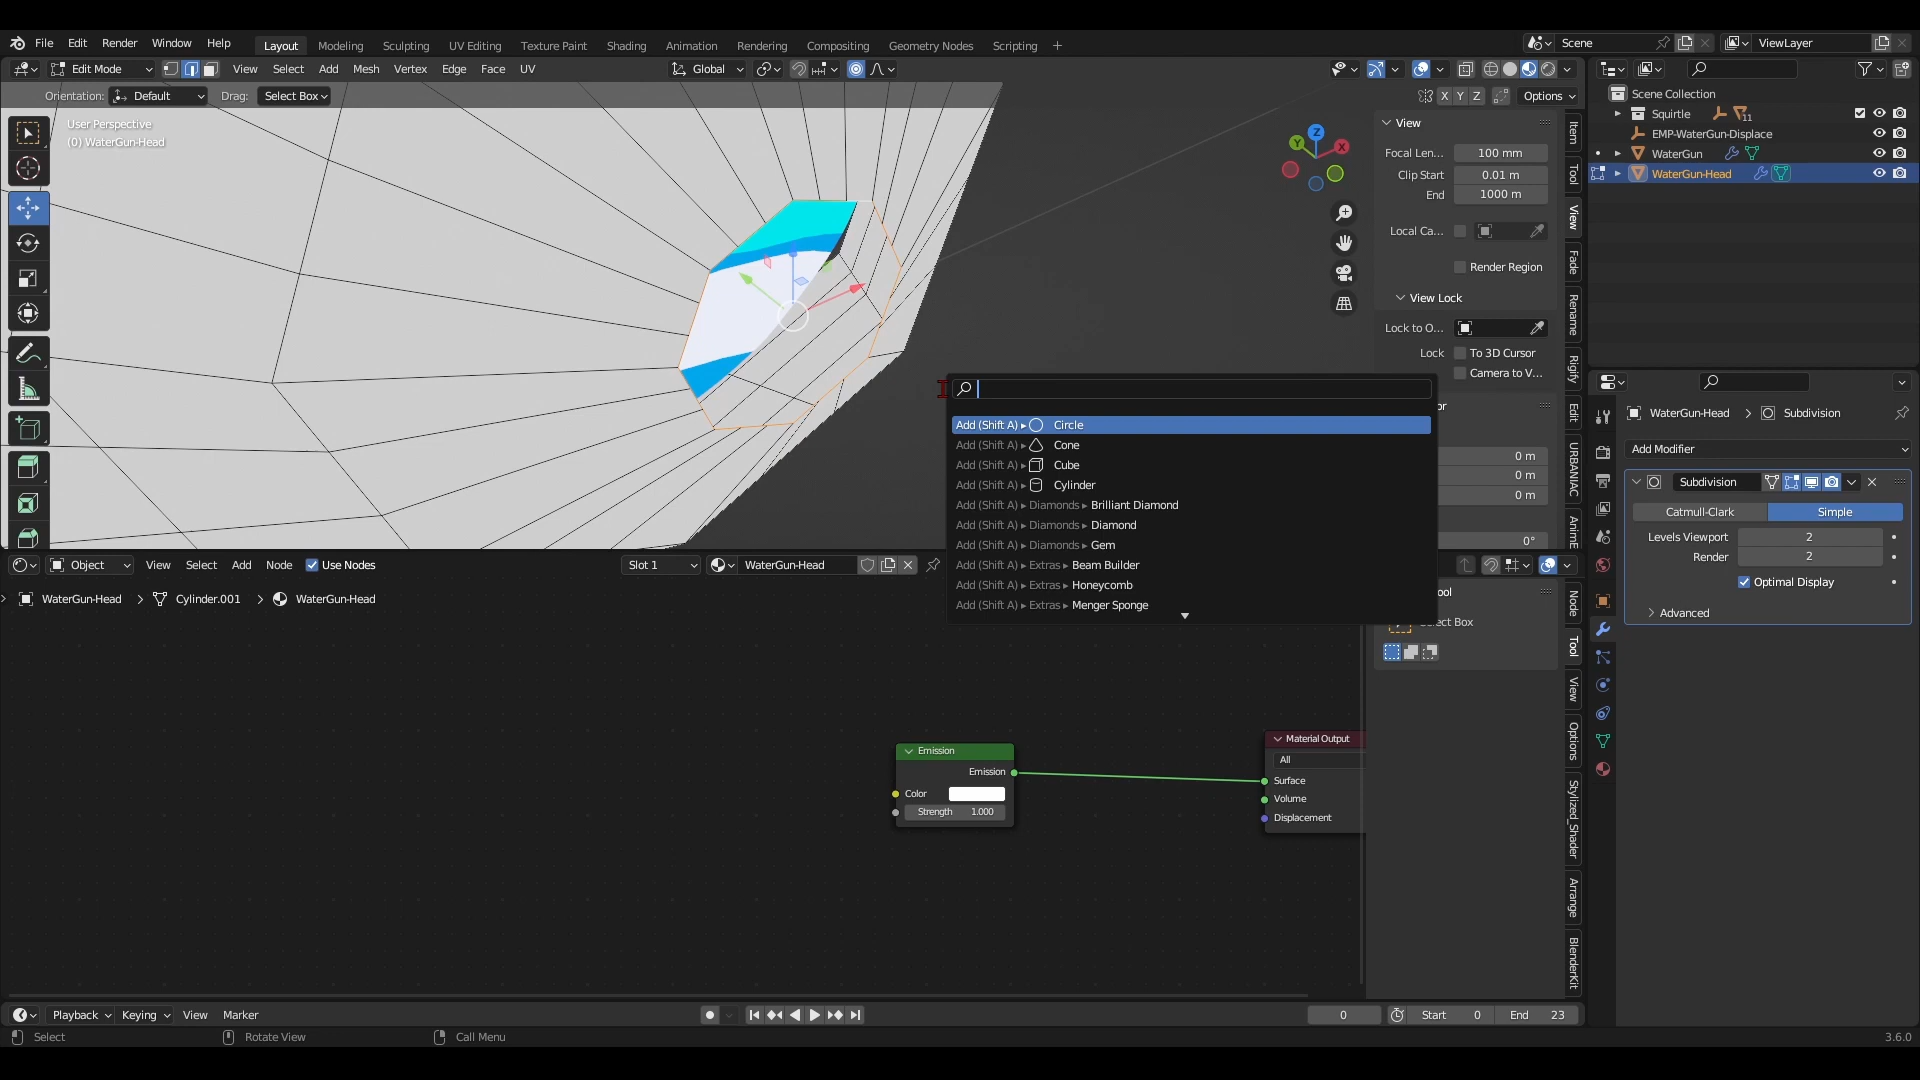 File Edit Render Window Help Layout Modeling Sculpting UV Editing Texture Paint Shading Animation Rendering Compositing Geometry Nodes Scripting + Scene ViewLayer
Edit Mode View Select Add Mesh Vertex Edge Face UV Global
Orientation: Default Drag: Select Box X Y Z Options
User Perspective
(0) WaterGun-Head
Z
Y
X
View
Focal Len... 100 mm
Clip Start 0.01 m
End 1000 m
Local Ca...
Render Region
View Lock
Lock to O...
Lock To 3D Cursor
Camera to V...
or
0 m
0 m
0 m
0°
Item
Tool
View
Fade
Rename
Rigify
Edit
URBANIAC
AnimE
Add (Shift A) ▸ Circle
Add (Shift A) ▸ Cone
Add (Shift A) ▸ Cube
Add (Shift A) ▸ Cylinder
Add (Shift A) ▸ Diamonds ▸ Brilliant Diamond
Add (Shift A) ▸ Diamonds ▸ Diamond
Add (Shift A) ▸ Diamonds ▸ Gem
Add (Shift A) ▸ Extras ▸ Beam Builder
Add (Shift A) ▸ Extras ▸ Honeycomb
Add (Shift A) ▸ Extras ▸ Menger Sponge
Scene Collection
Squirtle 11
EMP-WaterGun-Displace
WaterGun
WaterGun-Head
WaterGun-Head > Subdivision
Add Modifier
Subdivision
Catmull-Clark Simple
Levels Viewport 2
Render 2
Optimal Display
Advanced
Object View Select Add Node Use Nodes Slot 1 WaterGun-Head
WaterGun-Head > Cylinder.001 > WaterGun-Head
ool
Select Box
Node
Tool
View
Options
Stylized_Shader
Arrange
BlenderKit
Emission
Emission
Color
Strength 1.000
Material Output
All
Surface
Volume
Displacement
Playback Keying View Marker 0 Start 0 End 23
Select Rotate View Call Menu 3.6.0